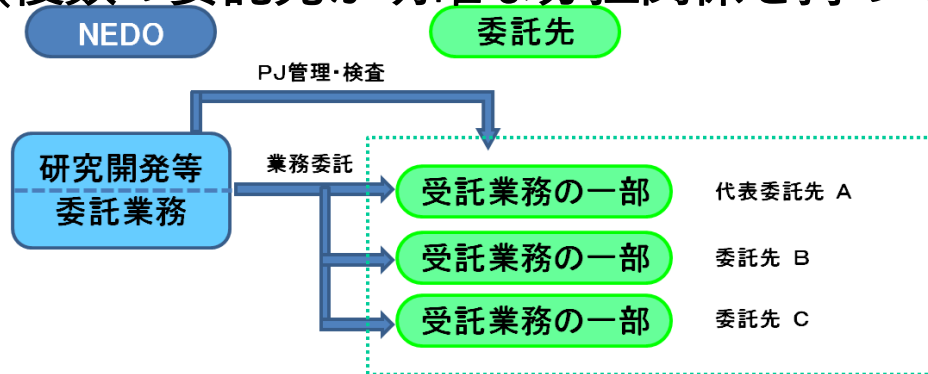 NEDO
委託先
PJ管理・検査
研究開発等
委託業務
業務委託
受託業務の一部
代表委託先 A
受託業務の一部
委託先 B
受託業務の一部
委託先 C